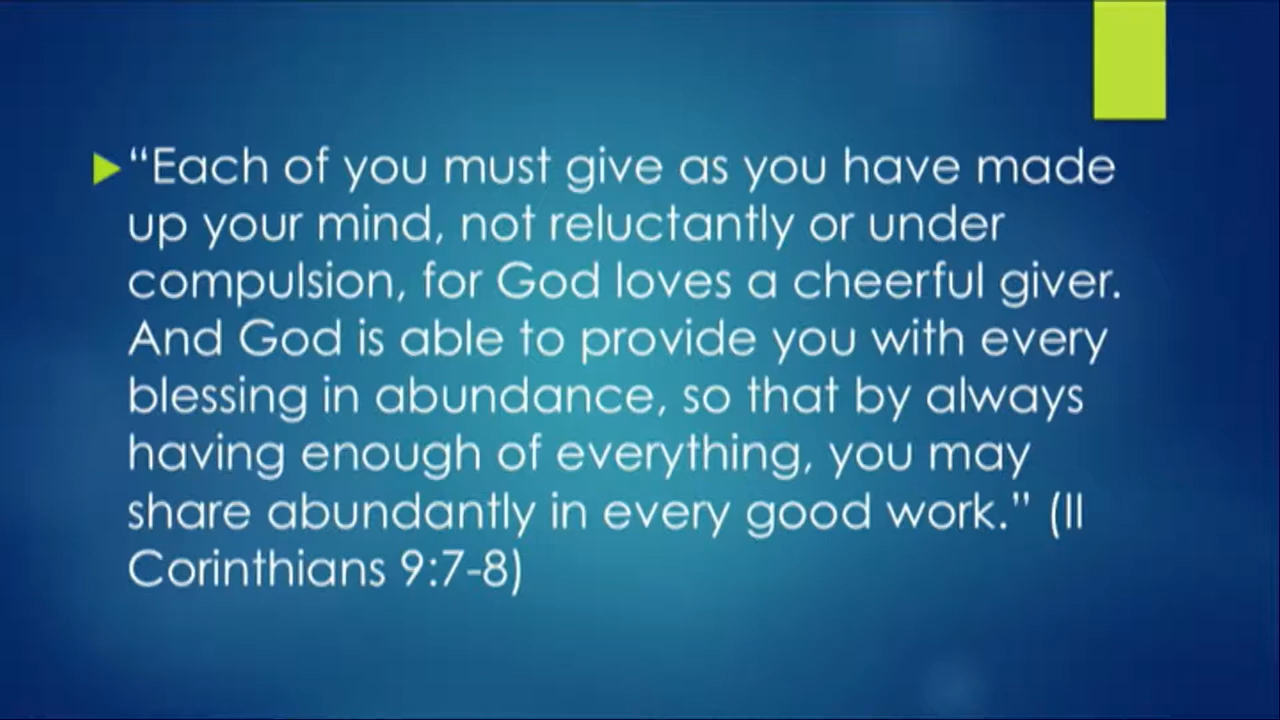 “Each of you must give as you have made
up your mind, not reluctantly or under
compulsion, for God loves a cheerful giver.
And God is able to provide you with every
blessing in abundance, so that by always
having enough of everything, you may
share abundantly in every good work.” (II
Corinthians 9:7-8)